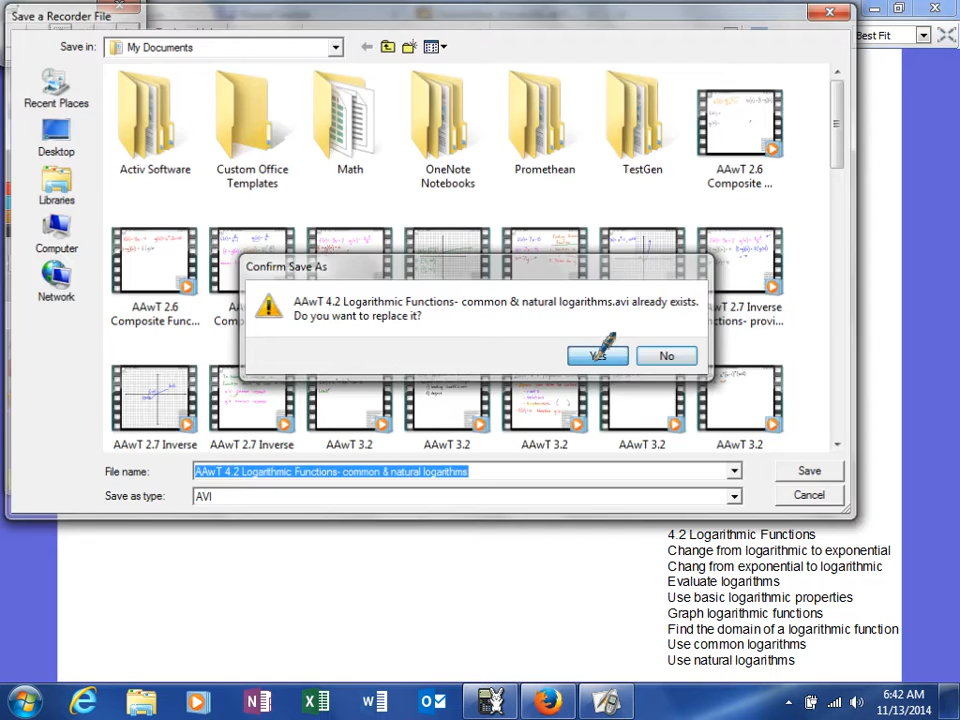 Save a Recorder File
Best Fit
Save in:
My Documents
Recent Places
Desktop
Libraries
Computer
Network
Activ Software
Custom Office
Templates
Math
OneNote
Notebooks
Promethean
TestGen
AAwT 2.6
Composite ...
AAwT 2.6
Composite Func...
AAwT 2.7 Inverse
AAwT 2.7 Inverse
AAwT 3.2
AAwT 3.2
AAwT 3.2
AAwT 3.2
AAwT 3.2
Confirm Save As
AAwT 4.2 Logarithmic Functions- common & natural logarithms.avi already exists.
Do you want to replace it?
Yes
No
File name:
AAwT 4.2 Logarithmic Functions- common & natural logarithms
Save
Save as type:
AVI
Cancel
4.2 Logarithmic Functions
Change from logarithmic to exponential
Chang from exponential to logarithmic
Evaluate logarithms
Use basic logarithmic properties
Graph logarithmic functions
Find the domain of a logarithmic function
Use common logarithms
Use natural logarithms
6:42 AM
11/13/2014